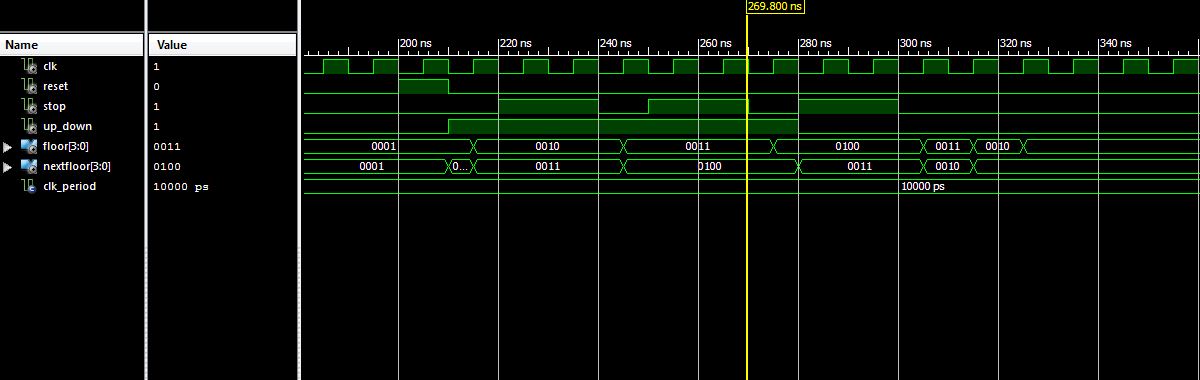 269.800 ns
Name Value 200 ns 220 ns 240 ns 260 ns 280 ns 300 ns 320 ns 340 ns
clk 1
reset 0
stop 1
up_down 1
floor[3:0] 0011 0001 0010 0011 0100 0011 0010
nextfloor[3:0] 0100 0001 0... 0011 0100 0011 0010
clk_period 10000 ps 10000 ps